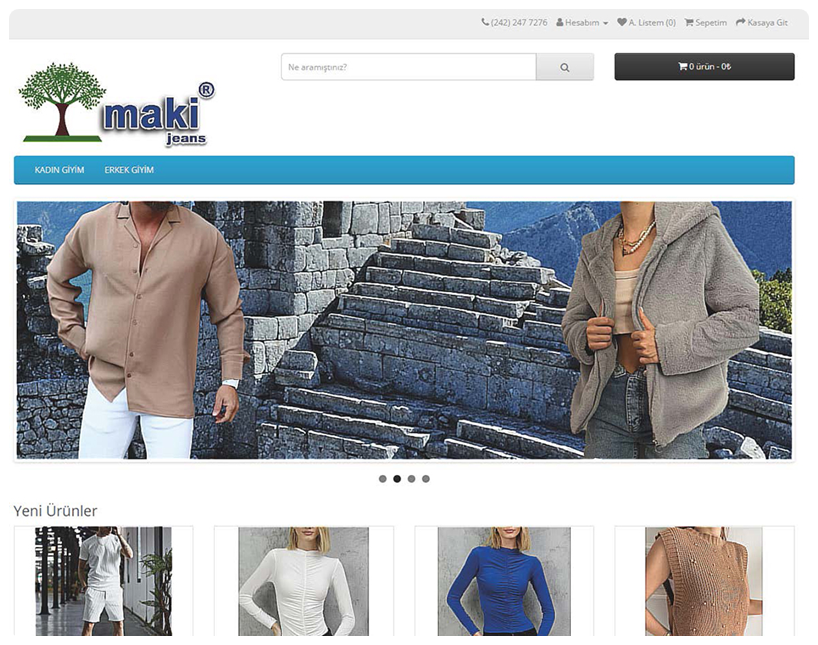 (242) 247 7276 Hesabım A. Listem (0) Sepetim Kasaya Git
Ne aramıştınız?
0 ürün - 0₺
maki®
jeans
KADIN GİYİM ERKEK GİYİM
Yeni Ürünler